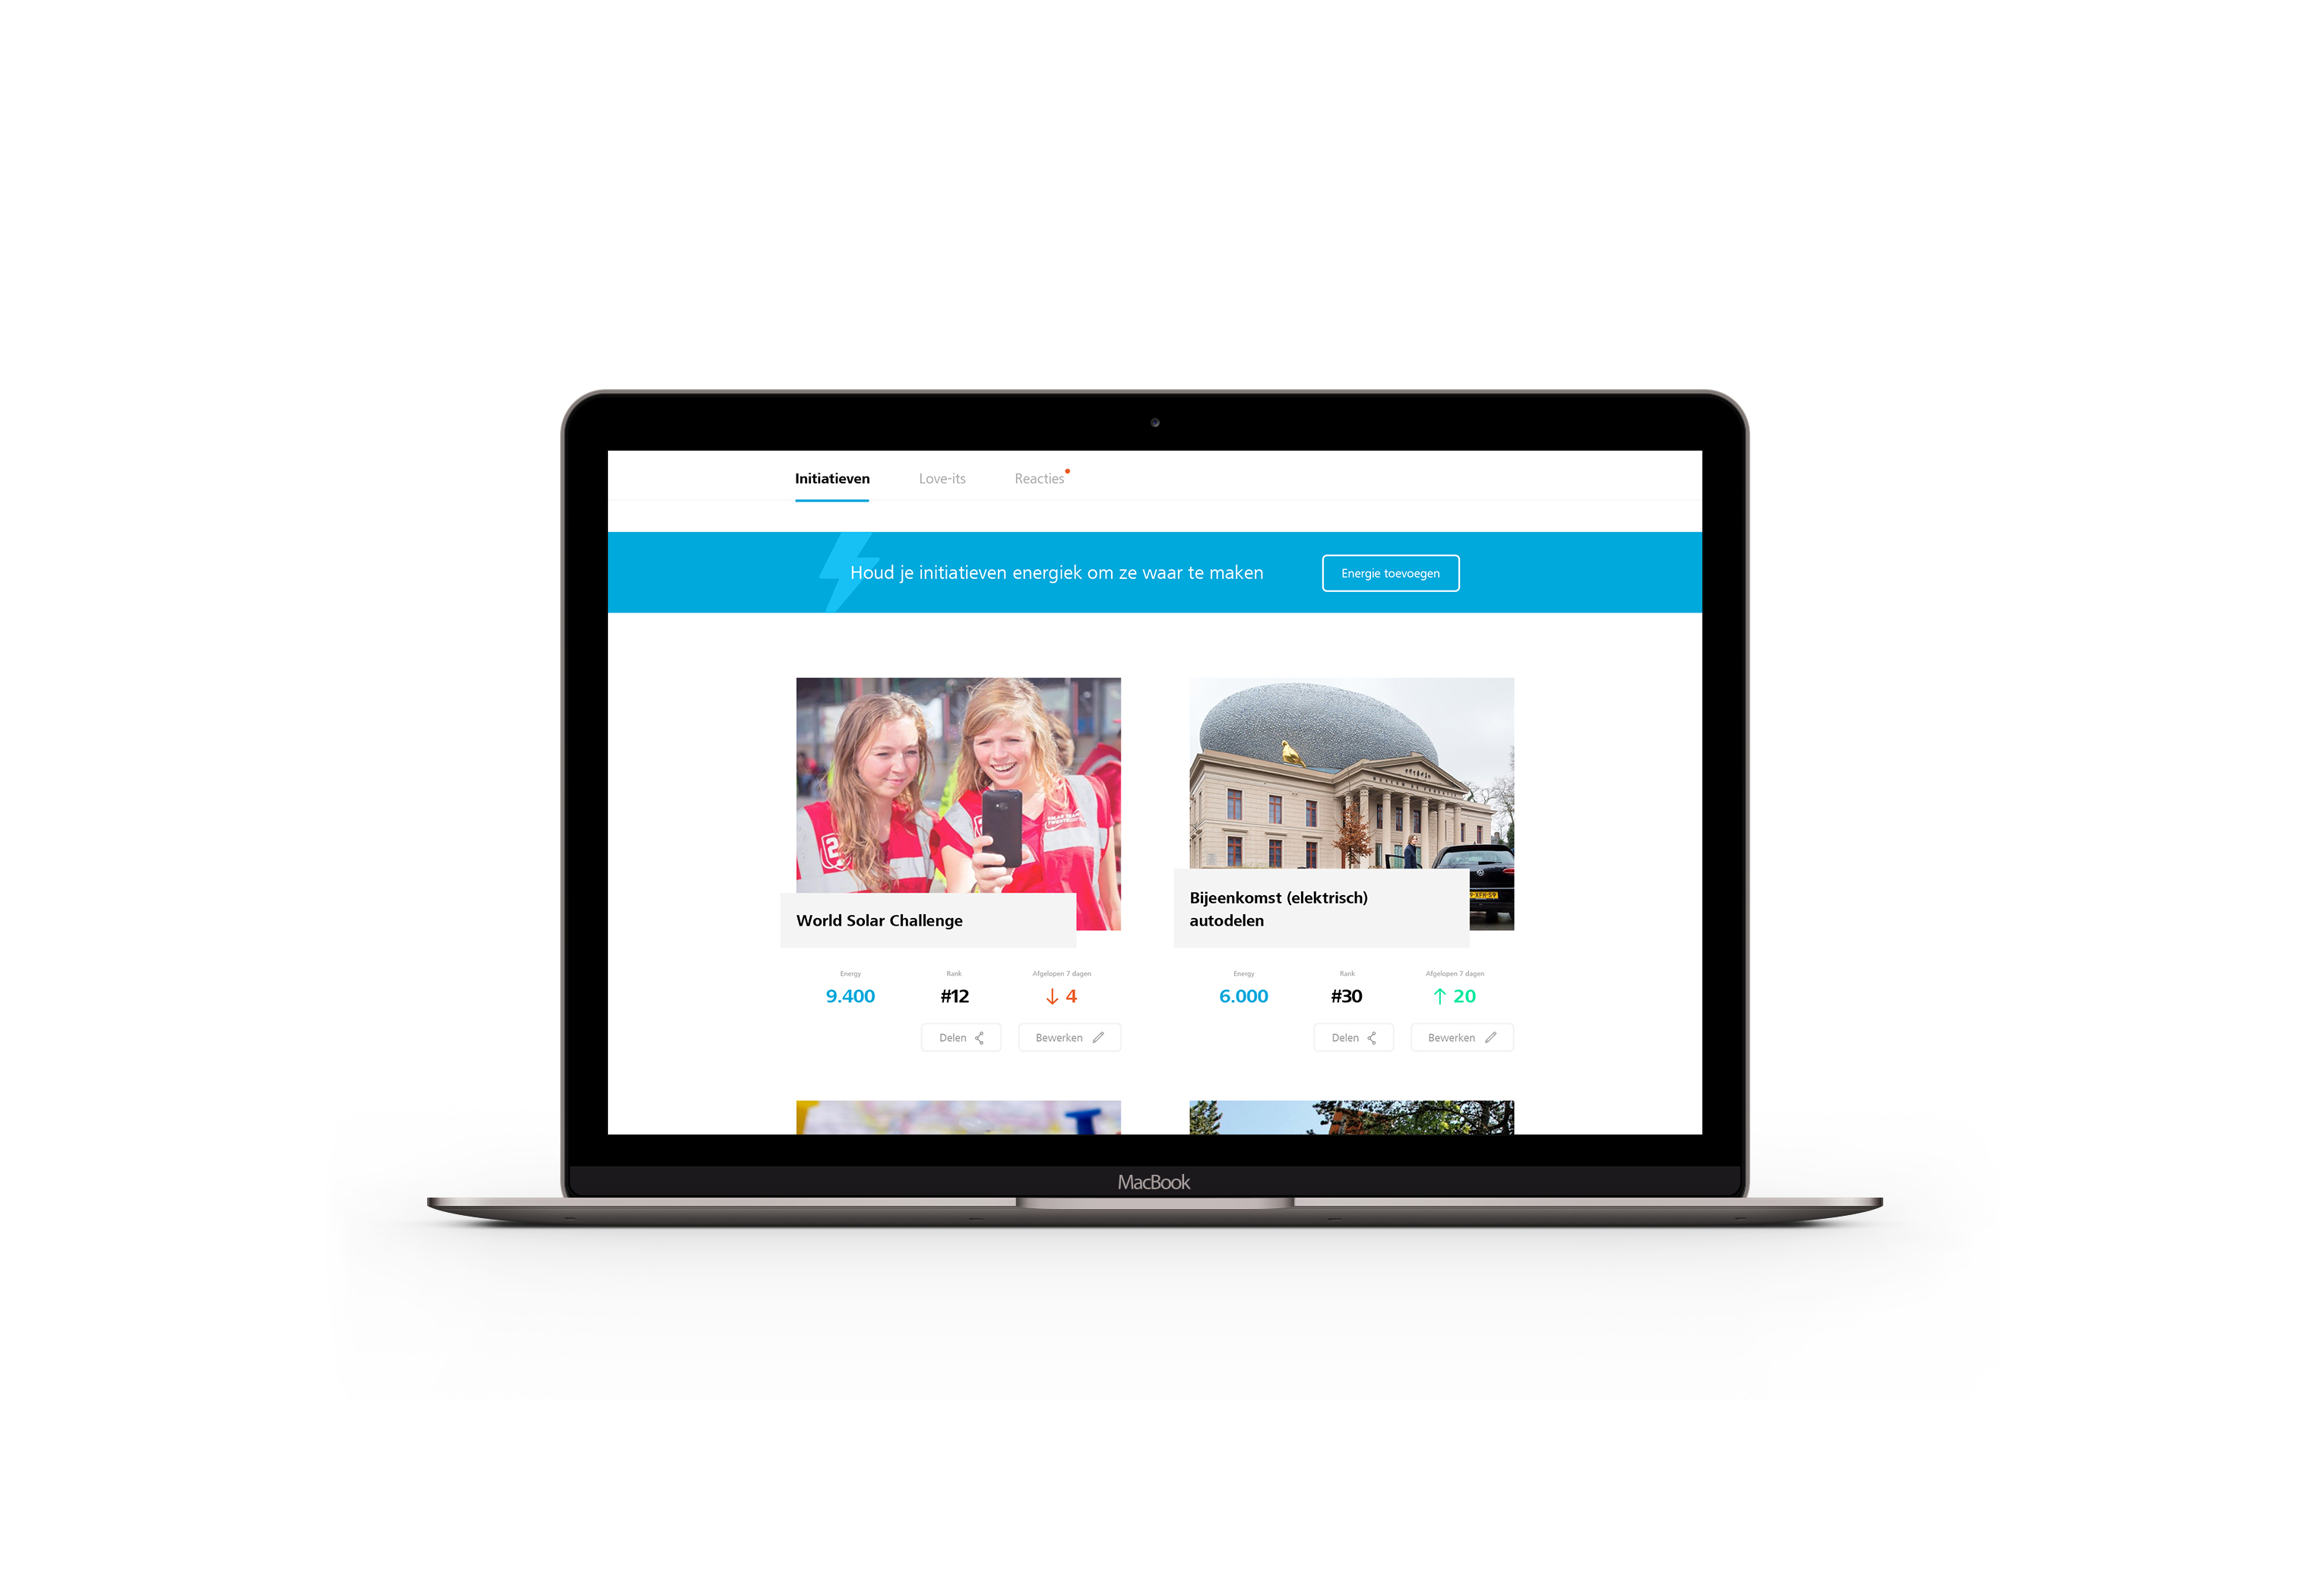 Initiatieven
Love-its
Reacties
Houd je initiatieven energiek om ze waar te maken
Energie toevoegen
World Solar Challenge
Bijeenkomst (elektrisch)
autodelen
Energy
Rank
Afgelopen 7 dagen
9.400
#12
↓ 4
Delen
Bewerken
Energy
Rank
Afgelopen 7 dagen
6.000
#30
↑ 20
Delen
Bewerken
MacBook